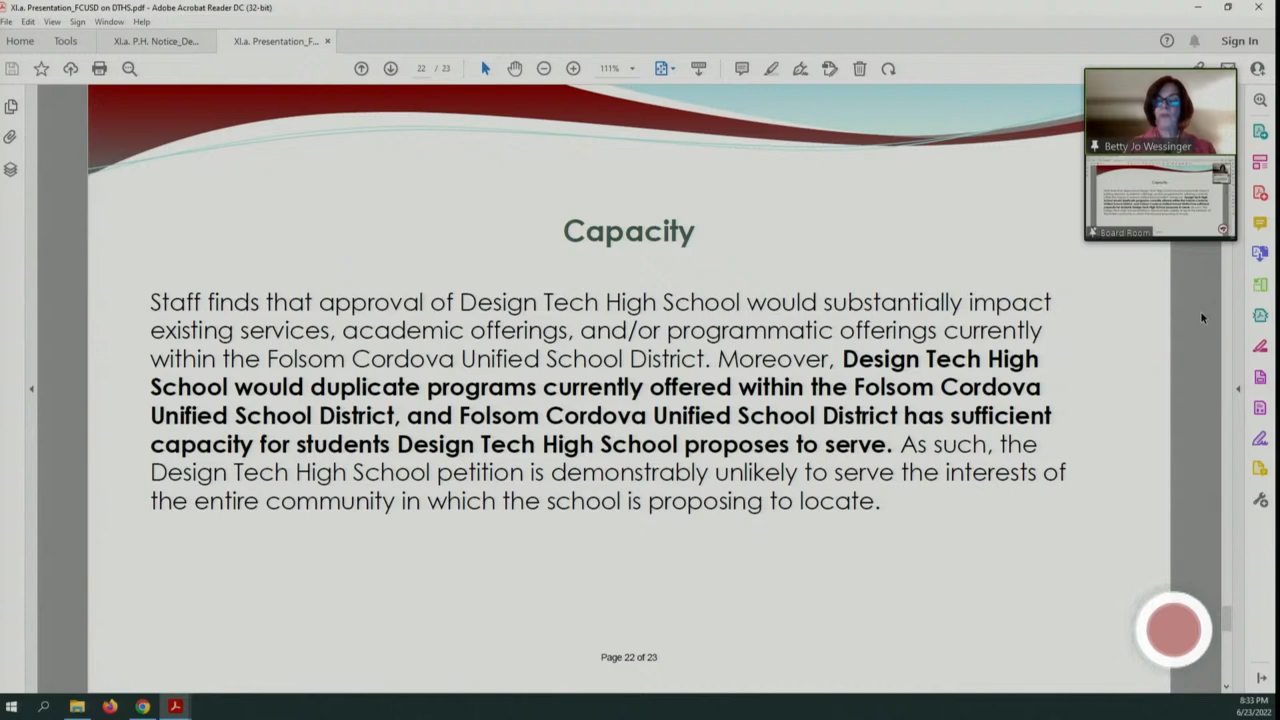 XI.a. Presentation_FCUSD on DTHS.pdf - Adobe Acrobat Reader DC (32-bit)
File Edit View Sign Window Help
Home Tools XI.a. P.H. Notice_De... XI.a. Presentation_F... × Sign In
22 / 23 111%
Betty Jo Wessinger
Board Room
Capacity
Staff finds that approval of Design Tech High School would substantially impact
existing services, academic offerings, and/or programmatic offerings currently
within the Folsom Cordova Unified School District. Moreover, Design Tech High
School would duplicate programs currently offered within the Folsom Cordova
Unified School District, and Folsom Cordova Unified School District has sufficient
capacity for students Design Tech High School proposes to serve. As such, the
Design Tech High School petition is demonstrably unlikely to serve the interests of
the entire community in which the school is proposing to locate.
Page 22 of 23
8:33 PM
6/23/2022